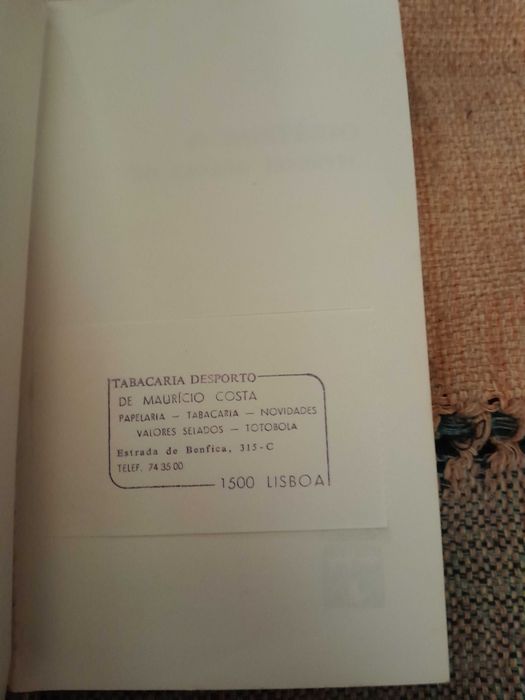 TABACARIA DESPORTO
DE MAURÍCIO COSTA
PAPELARIA — TABACARIA — NOVIDADES
VALORES SELADOS — TOTOBOLA
Estrada de Benfica, 315-C
TELEF. 74 35 00
1500 LISBOA